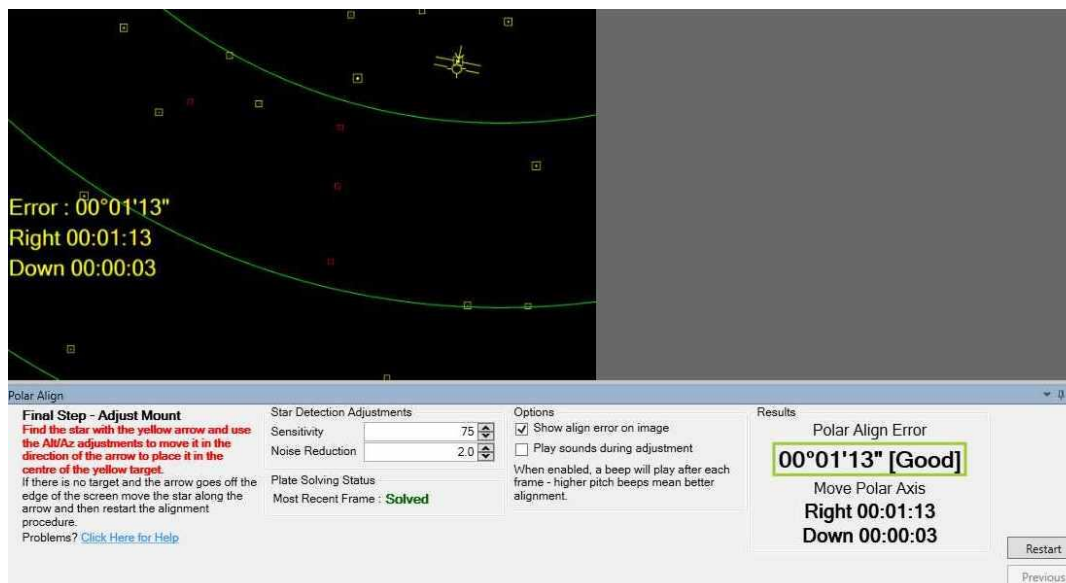 Error : 00°01'13"
Right 00:01:13
Down 00:00:03
Polar Align
Final Step - Adjust Mount
Find the star with the yellow arrow and use
the Alt/Az adjustments to move it in the
direction of the arrow to place it in the
centre of the yellow target.
If there is no target and the arrow goes off the
edge of the screen move the star along the
arrow and then restart the alignment
procedure.
Problems? Click Here for Help
Star Detection Adjustments
Sensitivity 75
Noise Reduction 2.0
Plate Solving Status
Most Recent Frame : Solved
Options
Show align error on image
Play sounds during adjustment
When enabled, a beep will play after each
frame - higher pitch beeps mean better
alignment.
Results
Polar Align Error
00°01'13" [Good]
Move Polar Axis
Right 00:01:13
Down 00:00:03
Restart
Previous